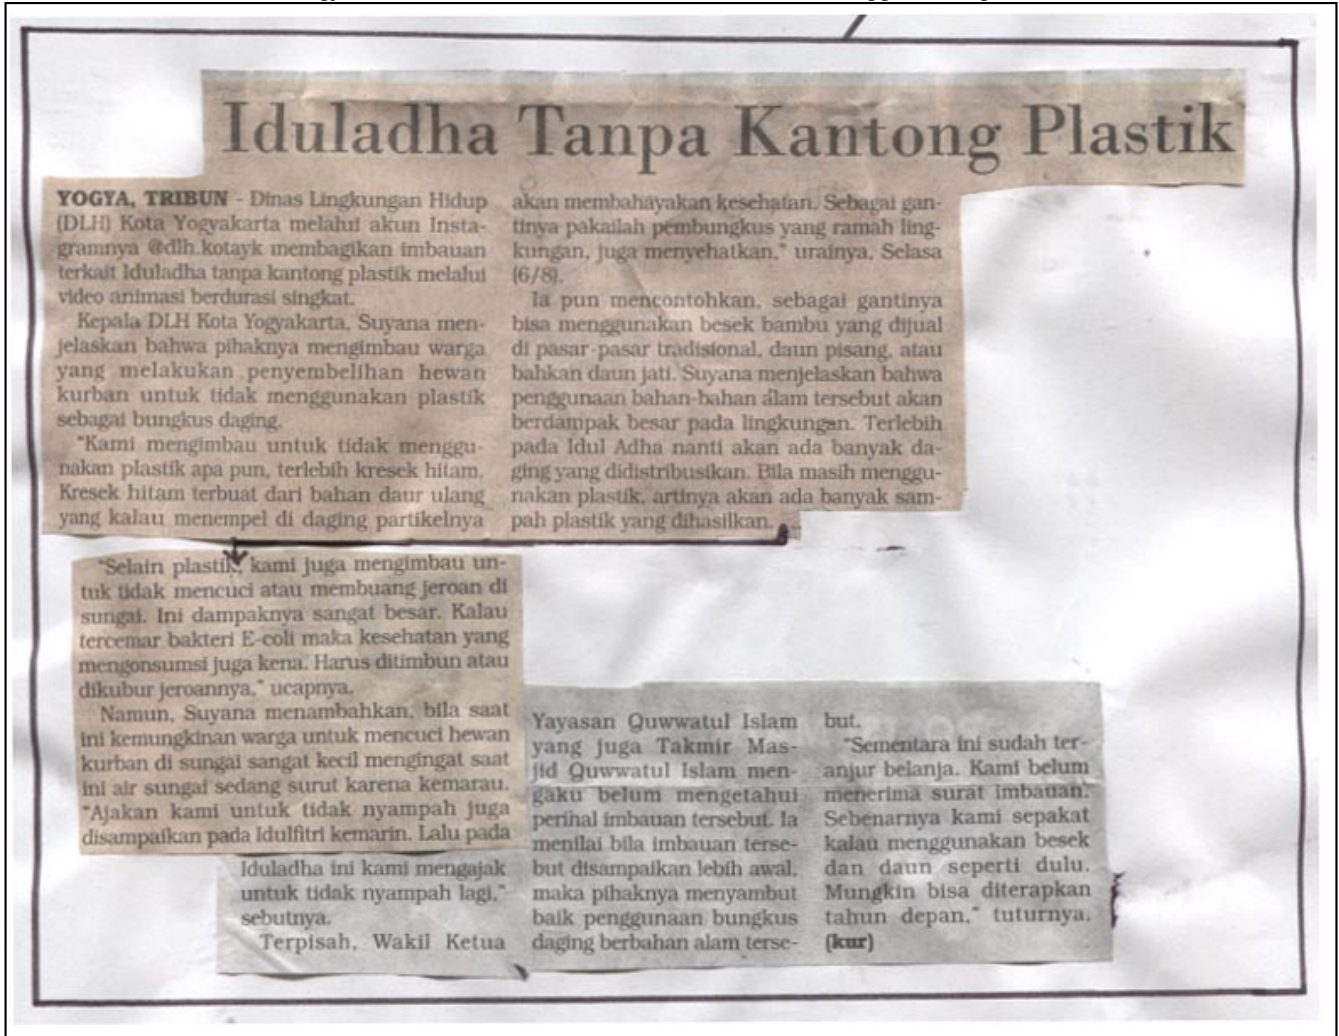 Iduladha Tanpa Kantong Plastik
YOGYA, TRIBUN - Dinas Lingkungan Hidup
(DLH) Kota Yogyakarta melalui akun Insta-
gramnya @dlh.kotayk membagikan imbauan
terkait Iduladha tanpa kantong plastik melalui
video animasi berdurasi singkat.
Kepala DLH Kota Yogyakarta, Suyana men-
jelaskan bahwa pihaknya mengimbau warga
yang melakukan penyembelihan hewan
kurban untuk tidak menggunakan plastik
sebagai bungkus daging.
"Kami mengimbau untuk tidak menggu-
nakan plastik apa pun, terlebih kresek hitam.
Kresek hitam terbuat dari bahan daur ulang
yang kalau menempel di daging partikelnya
akan membahayakan kesehatan. Sebagai gan-
tinya pakailah pembungkus yang ramah ling-
kungan, juga menyehatkan," urainya, Selasa
(6/8).
Ia pun mencontohkan, sebagai gantinya
bisa menggunakan besek bambu yang dijual
di pasar-pasar tradisional, daun pisang, atau
bahkan daun jati. Suyana menjelaskan bahwa
penggunaan bahan-bahan alam tersebut akan
berdampak besar pada lingkungan. Terlebih
pada Idul Adha nanti akan ada banyak da-
ging yang didistribusikan. Bila masih menggu-
nakan plastik, artinya akan ada banyak sam-
pah plastik yang dihasilkan.
"Selain plastik, kami juga mengimbau un-
tuk tidak mencuci atau membuang jeroan di
sungai. Ini dampaknya sangat besar. Kalau
tercemar bakteri E-coli maka kesehatan yang
mengonsumsi juga kena. Harus ditimbun atau
dikubur jeroannya," ucapnya.
Namun, Suyana menambahkan, bila saat
ini kemungkinan warga untuk mencuci hewan
kurban di sungai sangat kecil mengingat saat
ini air sungai sedang surut karena kemarau.
"Ajakan kami untuk tidak nyampah juga
disampaikan pada Idulfitri kemarin. Lalu pada
Iduladha ini kami mengajak
untuk tidak nyampah lagi,"
sebutnya.
Terpisah, Wakil Ketua
Yayasan Quwwatul Islam
yang juga Takmir Mas-
jid Quwwatul Islam men-
gaku belum mengetahui
perihal imbauan tersebut. Ia
menilai bila imbauan terse-
but disampaikan lebih awal,
maka pihaknya menyambut
baik penggunaan bungkus
daging berbahan alam terse-
but.
"Sementara ini sudah ter-
anjur belanja. Kami belum
menerima surat imbauan.
Sebenarnya kami sepakat
kalau menggunakan besek
dan daun seperti dulu.
Mungkin bisa diterapkan
tahun depan," tuturnya.
(kur)